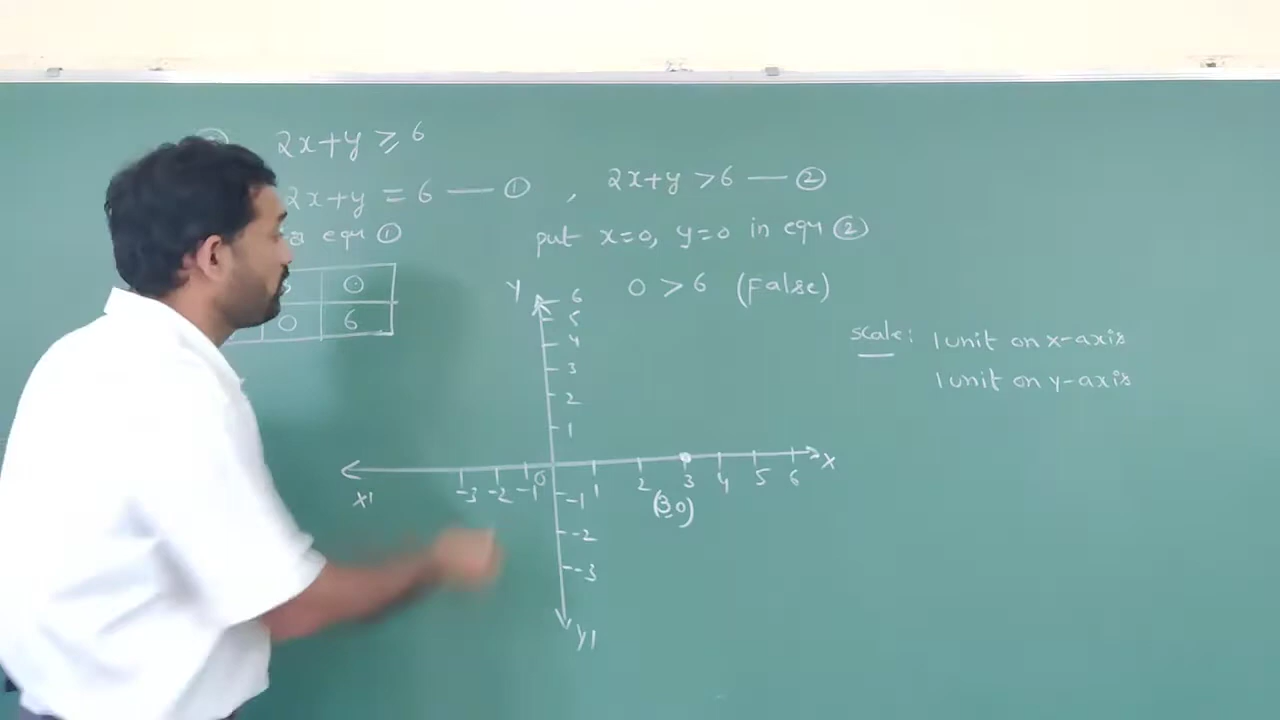 2x+y ⩾ 6
2x+y = 6 — ① , 2x+y > 6 — ②
equ ① put x=0, y=0 in equ ②
0 > 6 (False)
0
0 6
scale: 1 unit on x-axis
1 unit on y-axis
Y
6
5
4
3
2
1
X' -3 -2 -1 0 1 2 3 4 5 6 X
(3,0)
-1
-2
-3
Y'